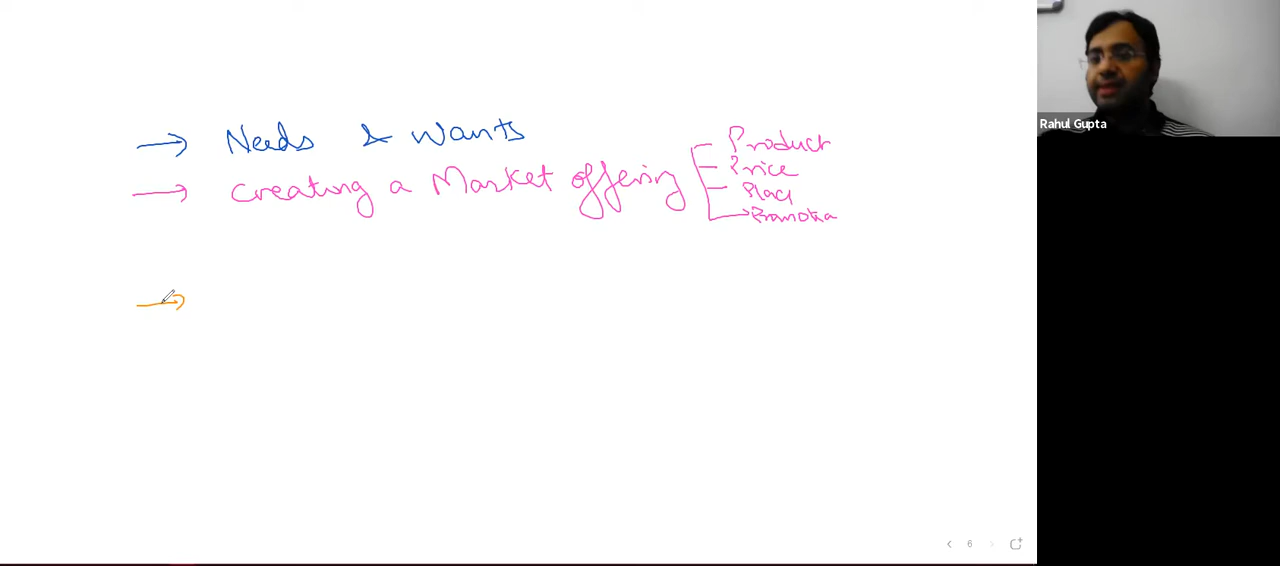 → Needs & Wants
→ Creating a Market offering
Product
Price
Place
Promotion
→
Rahul Gupta
6